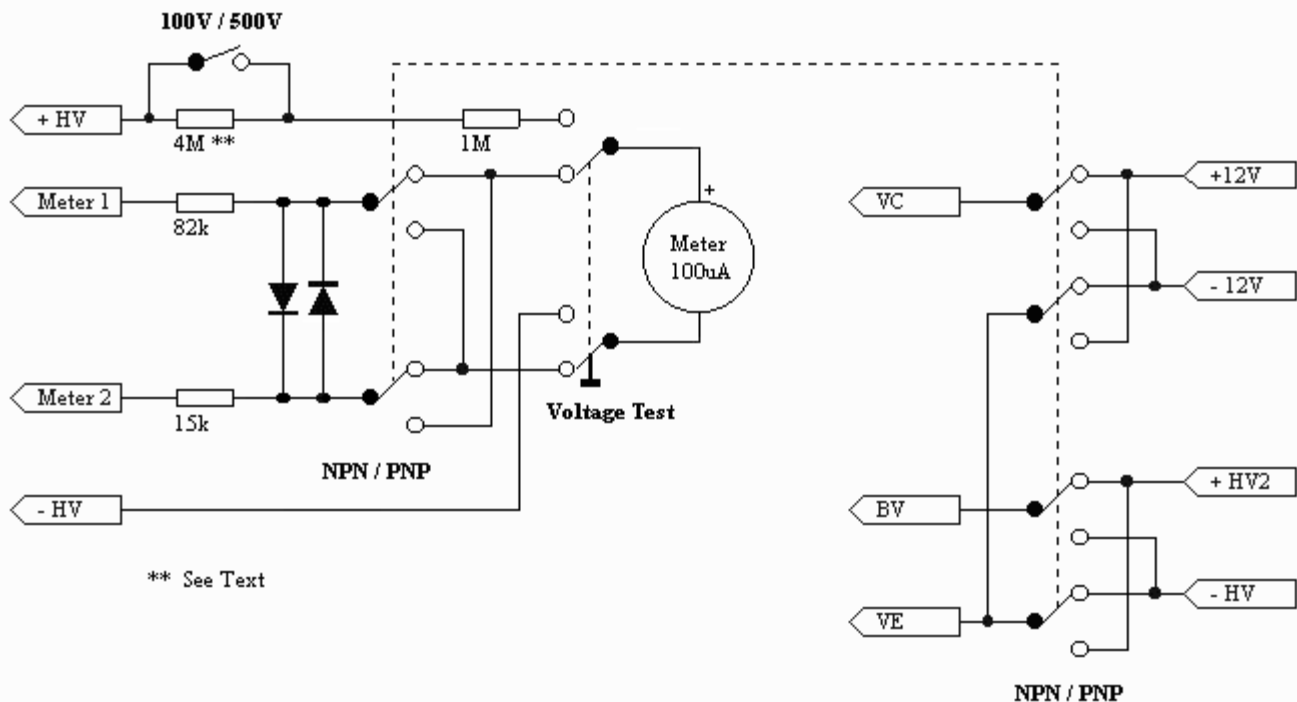 100V / 500V
+ HV
4M **
1M
Meter 1
82k
+
Meter
100uA
VC
+12V
- 12V
Meter 2
15k
Voltage Test
NPN / PNP
- HV
BV
+ HV2
** See Text
VE
- HV
NPN / PNP